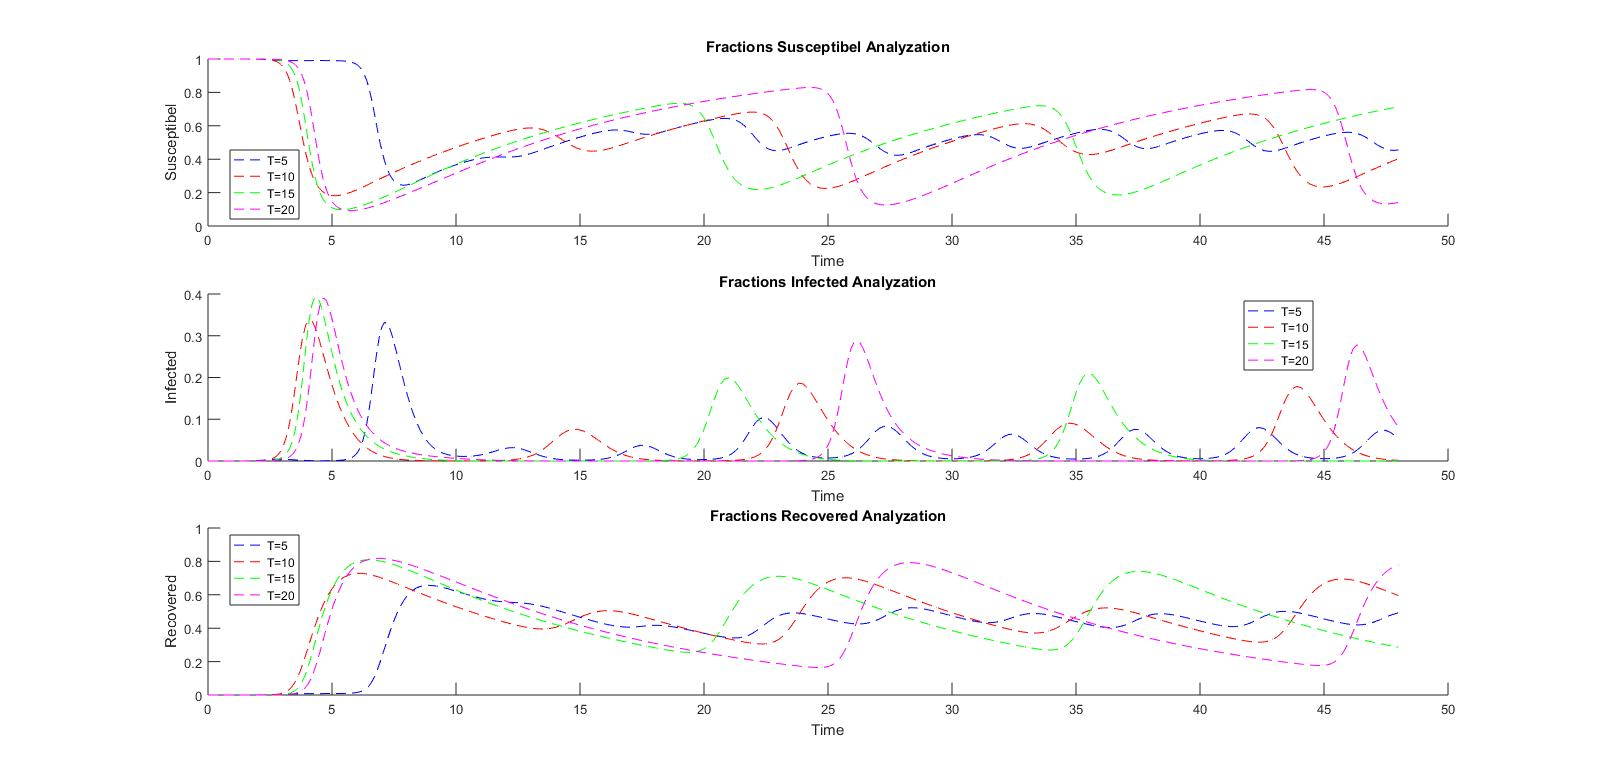 Fractions Susceptibel Analyzation
1
0.8
0.6
0.4
0.2
0
Susceptibel
T=5
T=10
T=15
T=20
0 5 10 15 20 25 30 35 40 45 50
Time
Fractions Infected Analyzation
0.4
0.3
0.2
0.1
0
Infected
T=5
T=10
T=15
T=20
0 5 10 15 20 25 30 35 40 45 50
Time
Fractions Recovered Analyzation
1
0.8
0.6
0.4
0.2
0
Recovered
T=5
T=10
T=15
T=20
0 5 10 15 20 25 30 35 40 45 50
Time